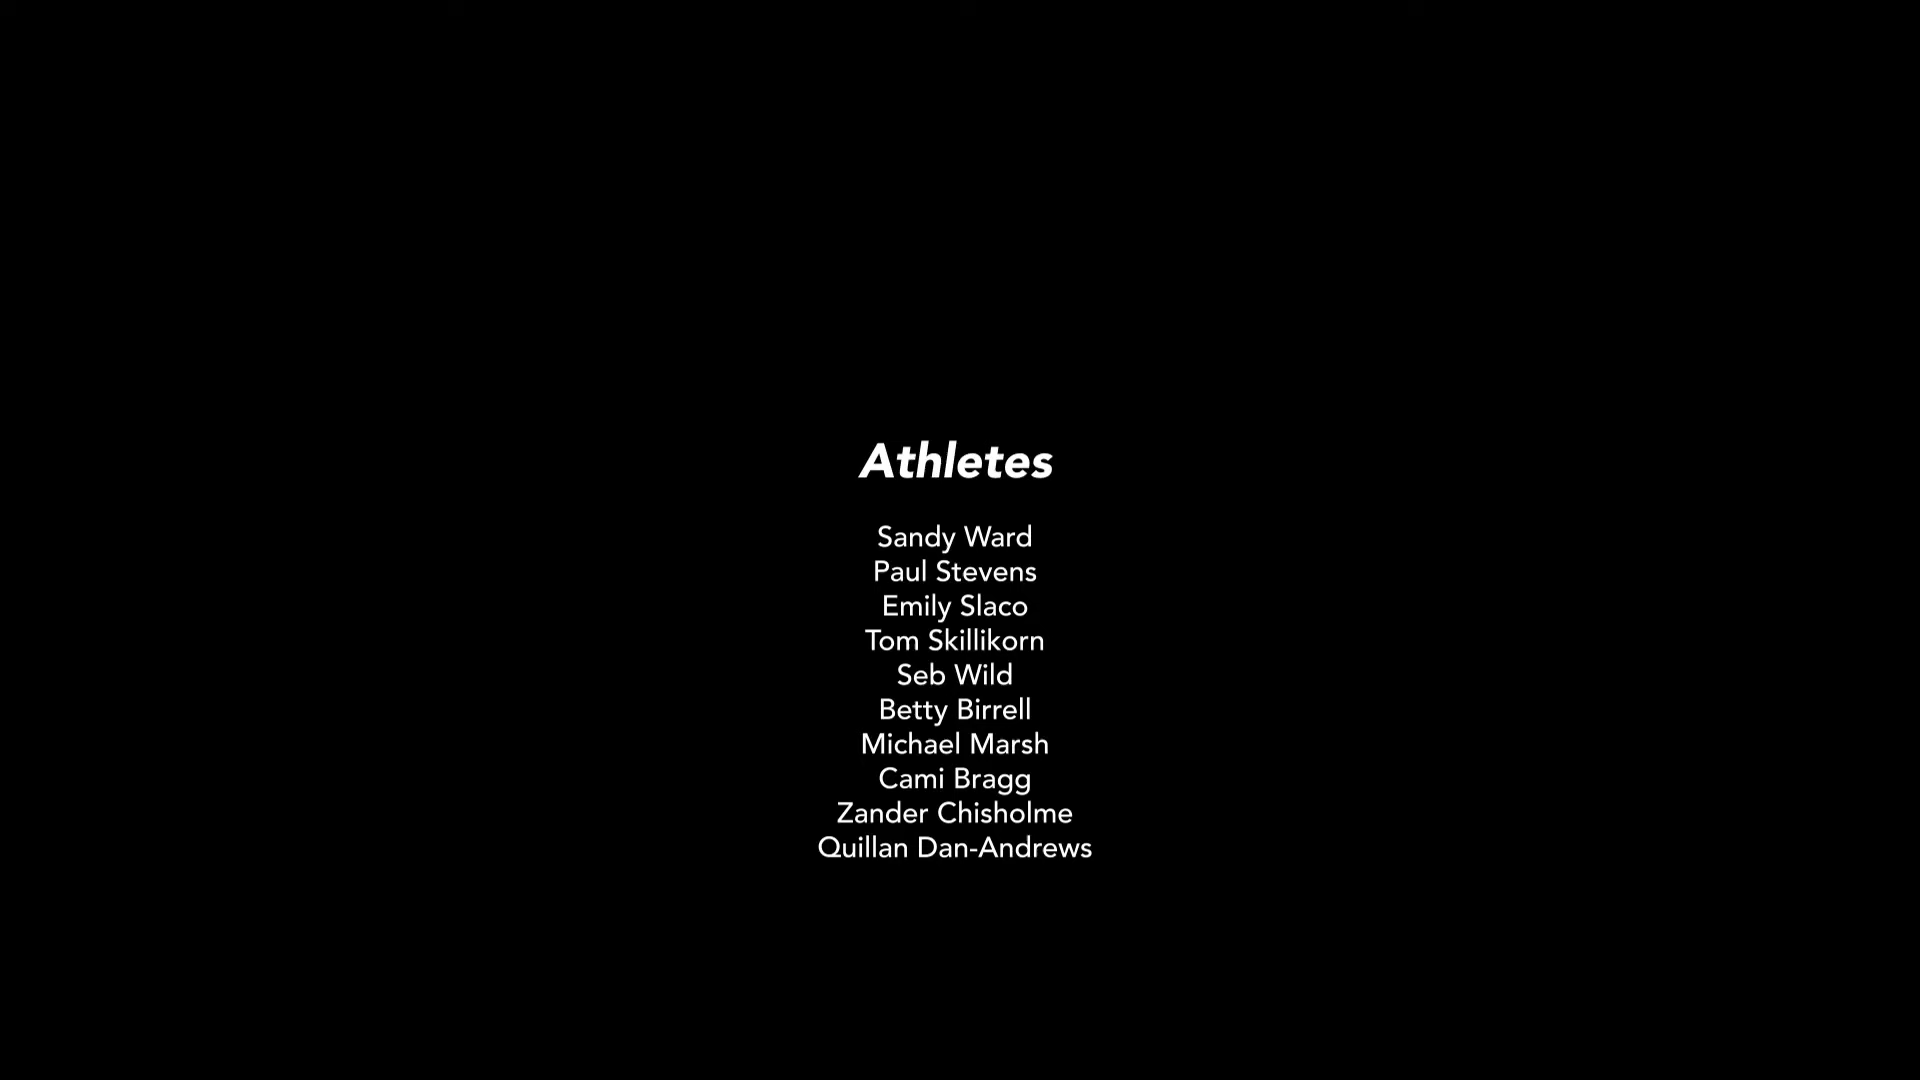 Athletes
Sandy Ward
Paul Stevens
Emily Slaco
Tom Skillikorn
Seb Wild
Betty Birrell
Michael Marsh
Cami Bragg
Zander Chisholme
Quillan Dan-Andrews